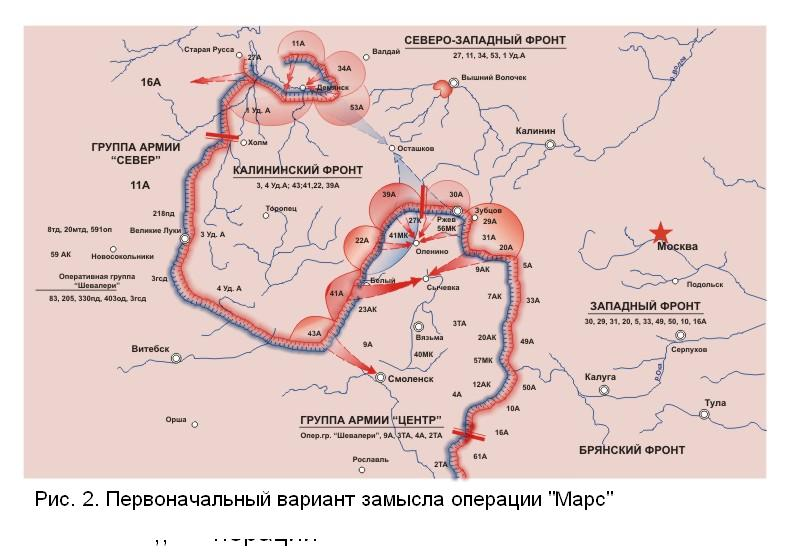 СЕВЕРО-ЗАПАДНЫЙ ФРОНТ
27, 11, 34, 53, 1 Уд.А
Старая Русса
11А
Валдай
27А
34А
16А
Демянск
Вышний Волочек
р. Волга
1 Уд. А
53А
ГРУППА АРМИИ
“СЕВЕР”
Холм
Осташков
Калинин
КАЛИНИНСКИЙ ФРОНТ
3, 4 Уд.А; 43;41,22, 39А
11А
39А
30А
218пд
Торопец
27К
Ржев
Зубцов
29А
8тд, 20мтд, 591оп
Великие Луки
3 Уд. А
41МК
56МК
31А
22А
20А
Москва
59 АК
Новосокольники
Оленино
9АК
5А
Оперативная группа
“Шевалери”
3гсд
Белый
Сычевка
Подольск
83, 205, 330пд, 403од, 3гсд
4 Уд. А
41А
7АК
33А
23АК
ЗАПАДНЫЙ ФРОНТ
30, 29, 31, 20, 5, 33, 49, 50, 10, 16А
43А
3ТА
Вязьма
20АК
49А
Серпухов
Витебск
9А
40МК
57МК
р.Ока
Смоленск
12АК
50А
Калуга
4А
10А
Тула
Орша
ГРУППА АРМИИ “ЦЕНТР”
Опер.гр. “Шевалери”, 9А, 3ТА, 4А, 2ТА
16А
БРЯНСКИЙ ФРОНТ
61А
Рославль
2ТА
Рис. 2. Первоначальный вариант замысла операции "Марс"